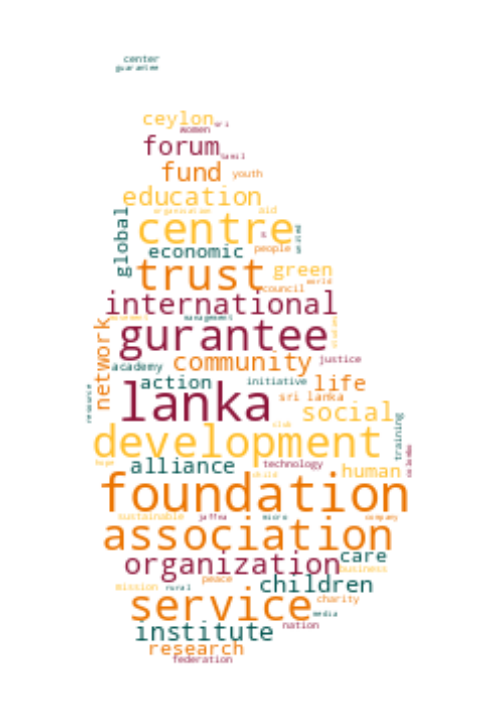 center
guarantee
ceylon
sri
women
forum
tamil
fund youth
education
organisation aid
global
centre
united
economic people
trust green
world
council
international
management
gurantee
network
community justice
academy
action initiative life
resource
lanka sri lanka
social
club
training
development
colombo
hope
alliance technology human
child
foundation
sustainable jaffna micro company
association
organization care
business
peace
mission rural children
service charity
media
institute nation
research
federation